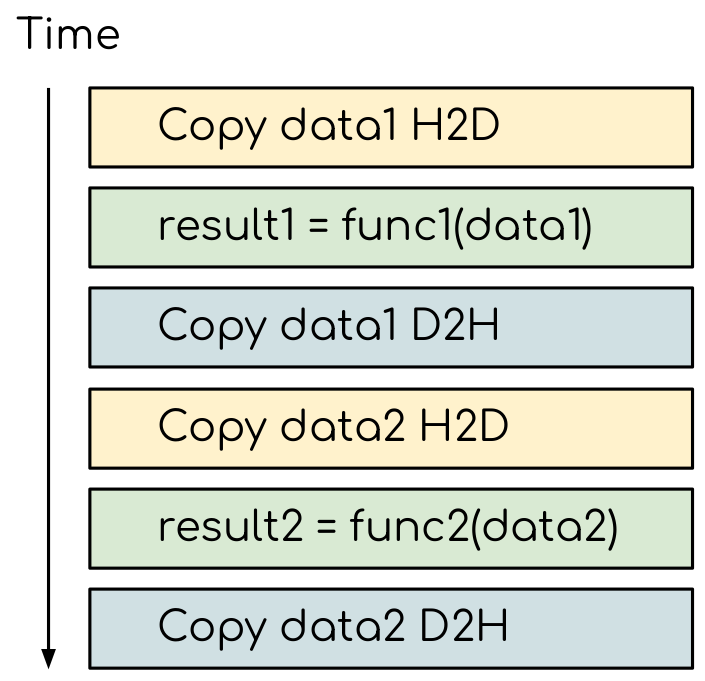 Time
Copy data1 H2D
result1 = func1(data1)
Copy data1 D2H
Copy data2 H2D
result2 = func2(data2)
Copy data2 D2H